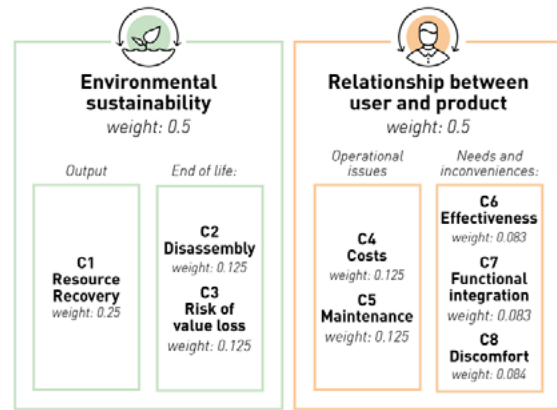 Environmental
sustainability
weight: 0.5
Output
C1
Resource
Recovery
weight: 0.25
End of life:
C2
Disassembly
weight: 0.125
C3
Risk of
value loss
weight: 0.125
Relationship between
user and product
weight: 0.5
Operational
issues
C4
Costs
weight: 0.125
C5
Maintenance
weight: 0.125
Needs and
inconveniences:
C6
Effectiveness
weight: 0.083
C7
Functional
integration
weight: 0.083
C8
Discomfort
weight: 0.084